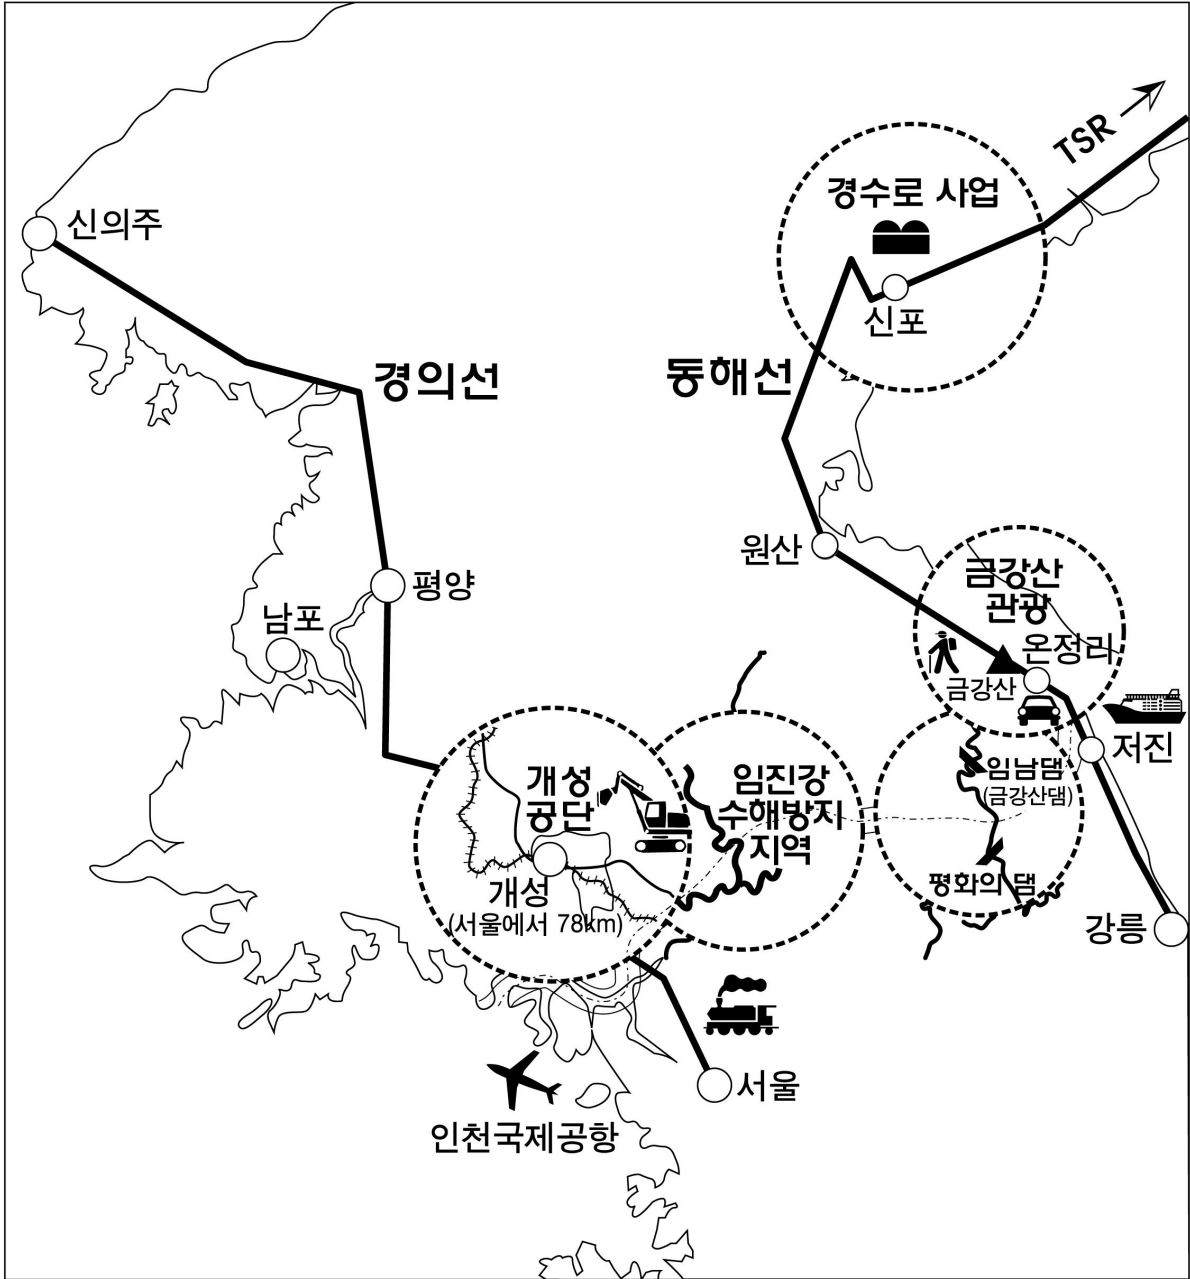 TSR
경수로 사업
신의주
신포
경의선
동해선
원산
금강산
관광
평양
남포
온정리
금강산
저진
개성
공단
임진강
수해방지
지역
임남댐
(금강산댐)
개성
(서울에서 78km)
평화의 댐
강릉
서울
인천국제공항